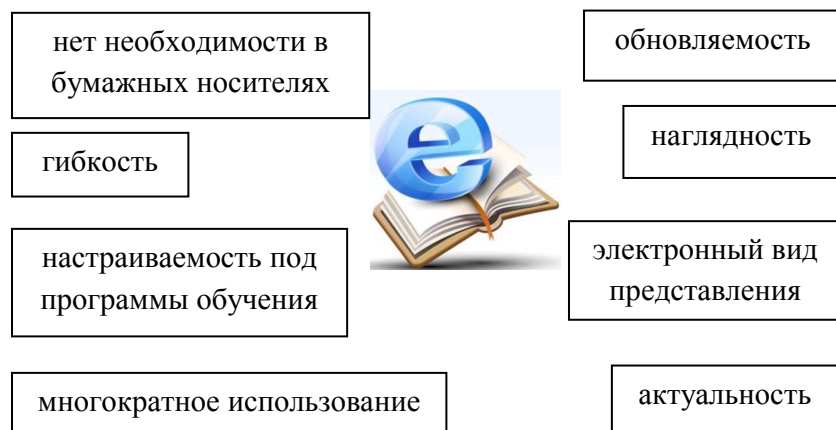 нет необходимости в
бумажных носителях
гибкость
настраиваемость под
программы обучения
многократное использование
e
обновляемость
наглядность
электронный вид
представления
актуальность